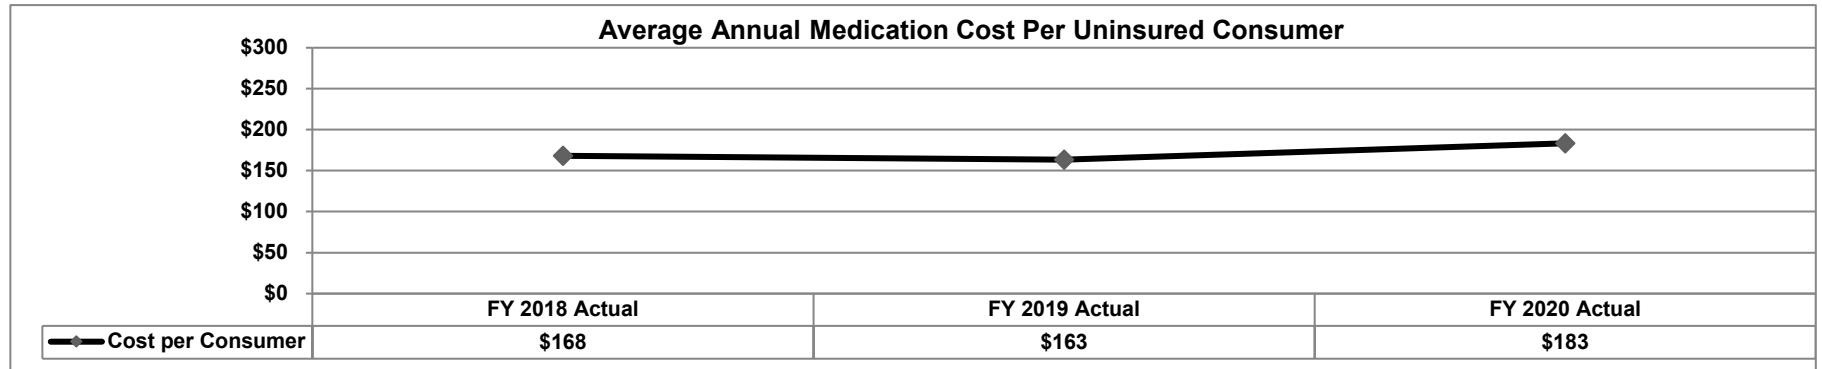 Average Annual Medication Cost Per Uninsured Consumer
$300
$250
$200
$150
$100
$50
$0
FY 2018 Actual FY 2019 Actual FY 2020 Actual
Cost per Consumer $168 $163 $183